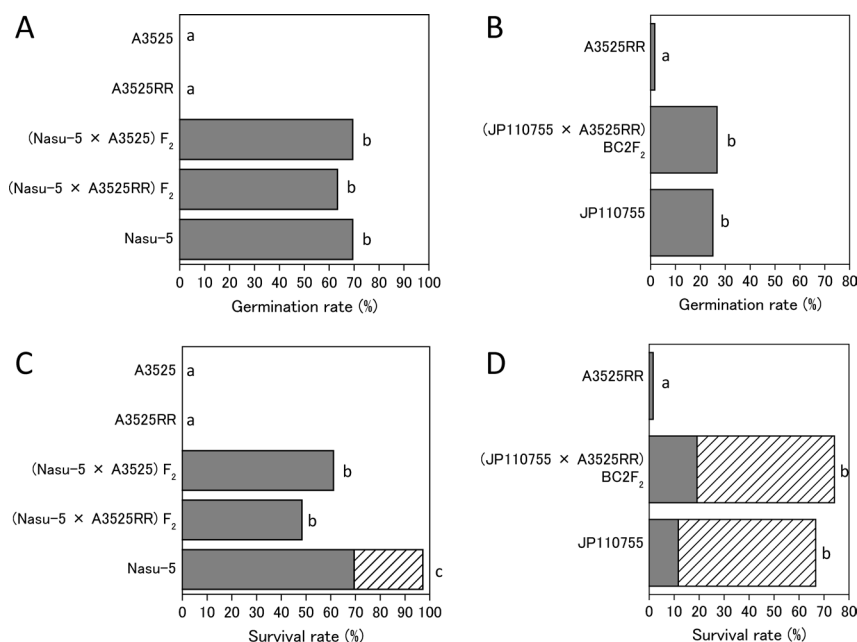 A
A3525
a
A3525RR
a
(Nasu-5 × A3525) F2
b
(Nasu-5 × A3525RR) F2
b
Nasu-5
b
0 10 20 30 40 50 60 70 80 90 100
Germination rate (%)
B
A3525RR
a
(JP110755 × A3525RR)
BC2F2
b
JP110755
b
0 10 20 30 40 50 60 70 80
Germination rate (%)
C
A3525
a
A3525RR
a
(Nasu-5 × A3525) F2
b
(Nasu-5 × A3525RR) F2
b
Nasu-5
c
0 10 20 30 40 50 60 70 80 90 100
Survival rate (%)
D
A3525RR
a
(JP110755 × A3525RR)
BC2F2
b
JP110755
b
0 10 20 30 40 50 60 70 80
Survival rate (%)